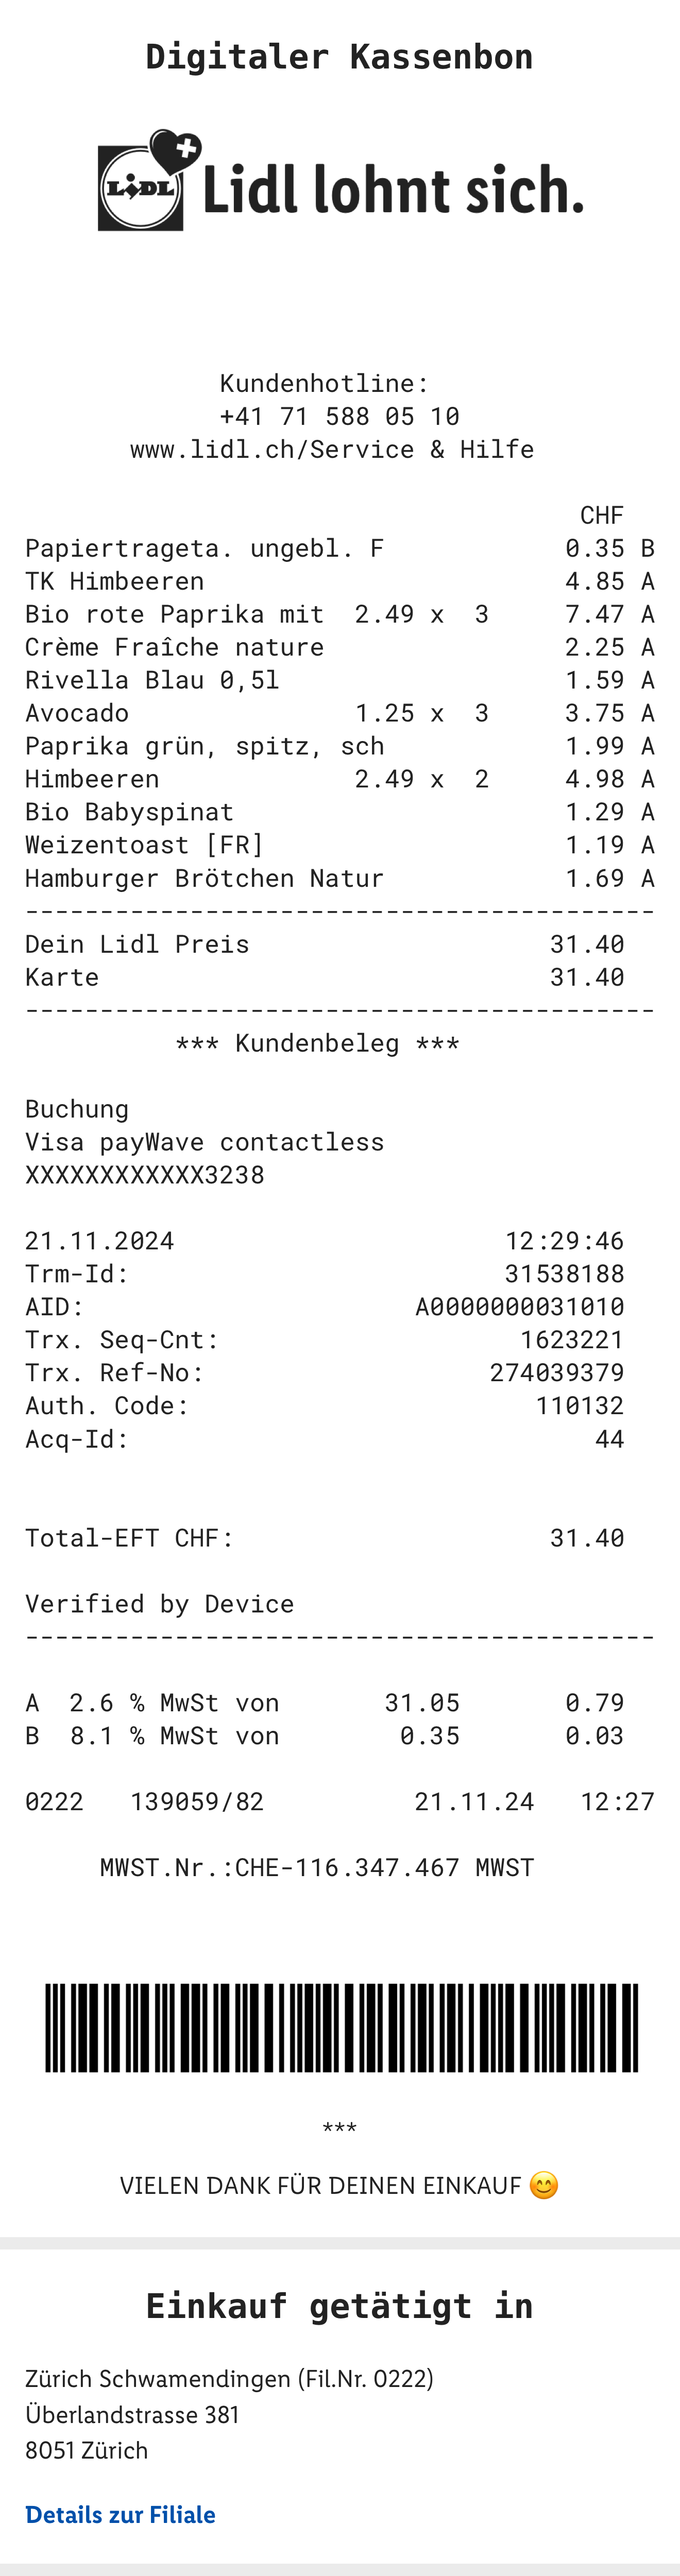 Digitaler Kassenbon
LIDL Lidl lohnt sich.
Kundenhotline:
+41 71 588 05 10
www.lidl.ch/Service & Hilfe
CHF
Papiertrageta. ungebl. F 0.35 B
TK Himbeeren 4.85 A
Bio rote Paprika mit 2.49 x 3 7.47 A
Crème Fraîche nature 2.25 A
Rivella Blau 0,5l 1.59 A
Avocado 1.25 x 3 3.75 A
Paprika grün, spitz, sch 1.99 A
Himbeeren 2.49 x 2 4.98 A
Bio Babyspinat 1.29 A
Weizentoast [FR] 1.19 A
Hamburger Brötchen Natur 1.69 A
------------------------------------------
Dein Lidl Preis 31.40
Karte 31.40
------------------------------------------
*** Kundenbeleg ***
Buchung
Visa payWave contactless
XXXXXXXXXXXX3238
21.11.2024 12:29:46
Trm-Id: 31538188
AID: A0000000031010
Trx. Seq-Cnt: 1623221
Trx. Ref-No: 274039379
Auth. Code: 110132
Acq-Id: 44
Total-EFT CHF: 31.40
Verified by Device
------------------------------------------
A 2.6 % MwSt von 31.05 0.79
B 8.1 % MwSt von 0.35 0.03
0222 139059/82 21.11.24 12:27
MWST.Nr.:CHE-116.347.467 MWST
***
VIELEN DANK FÜR DEINEN EINKAUF 😊
Einkauf getätigt in
Zürich Schwamendingen (Fil.Nr. 0222)
Überlandstrasse 381
8051 Zürich
Details zur Filiale